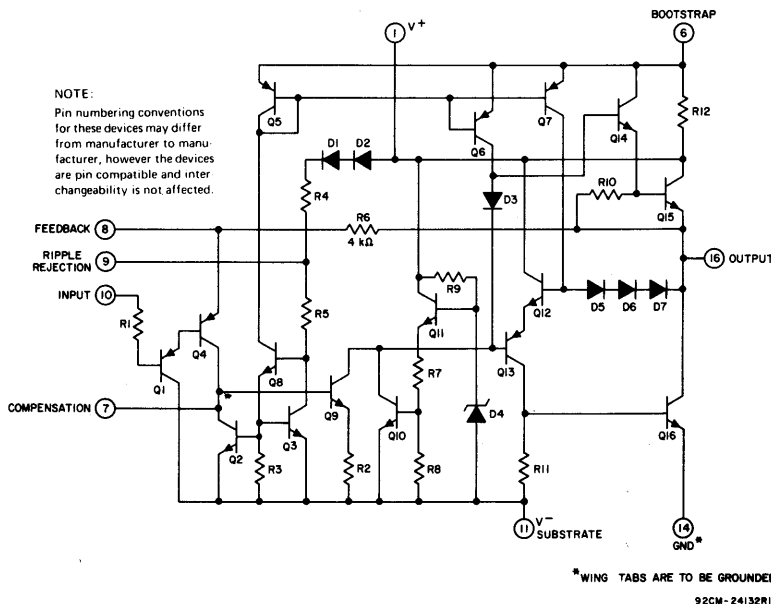 BOOTSTRAP
1 V+
6
NOTE:
Pin numbering conventions
for these devices may differ
from manufacturer to manu-
facturer, however the devices
are pin compatible and inter
changeability is not affected.
Q5
Q7
Q6
Q14
R12
D1 D2
R4
D3
R10
Q15
FEEDBACK 8
R6
4 kΩ
RIPPLE
REJECTION 9
16 OUTPUT
INPUT 10
R9
Q12
D5 D6 D7
R1
R5
Q11
Q4
Q8
Q13
R7
Q1
*
COMPENSATION 7
Q9
D4
Q10
Q16
Q2
Q3
R3
R2
R8
R11
11 V−
SUBSTRATE
14
GND*
*WING TABS ARE TO BE GROUNDED
92CM-24132R1